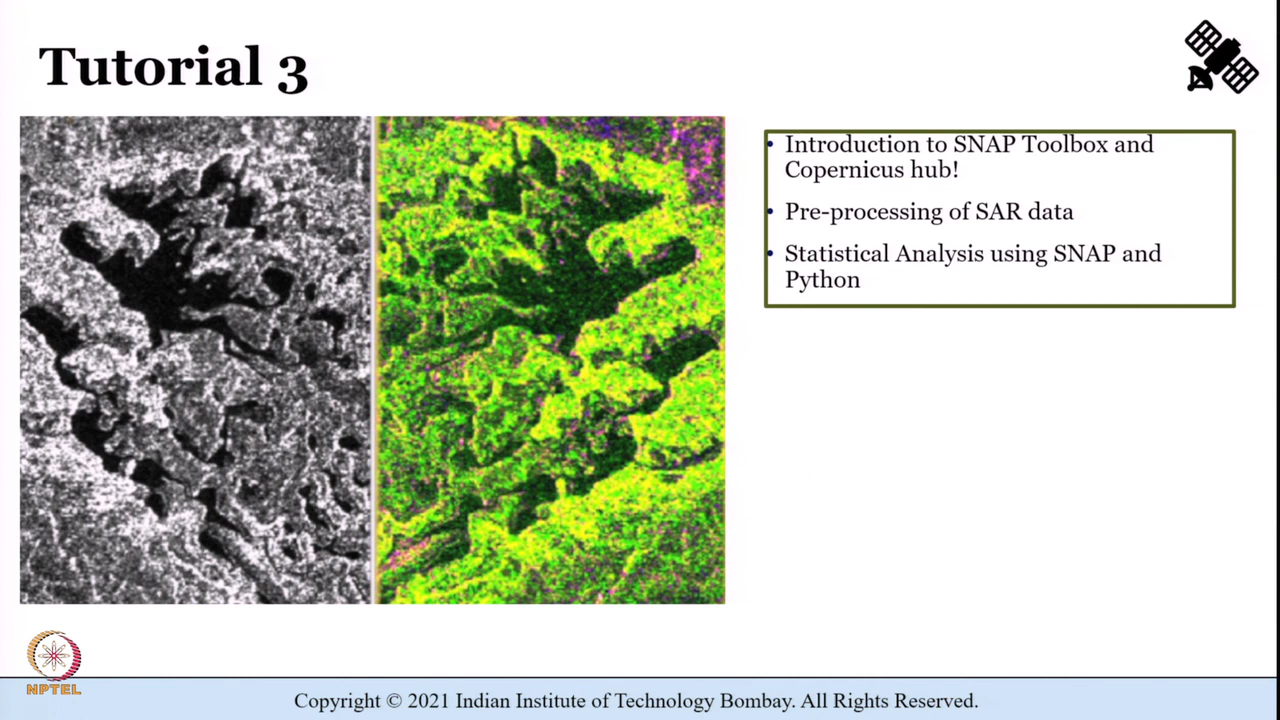 Tutorial 3
Introduction to SNAP Toolbox and
Copernicus hub!
Pre-processing of SAR data
Statistical Analysis using SNAP and
Python
NPTEL
Copyright © 2021 Indian Institute of Technology Bombay. All Rights Reserved.